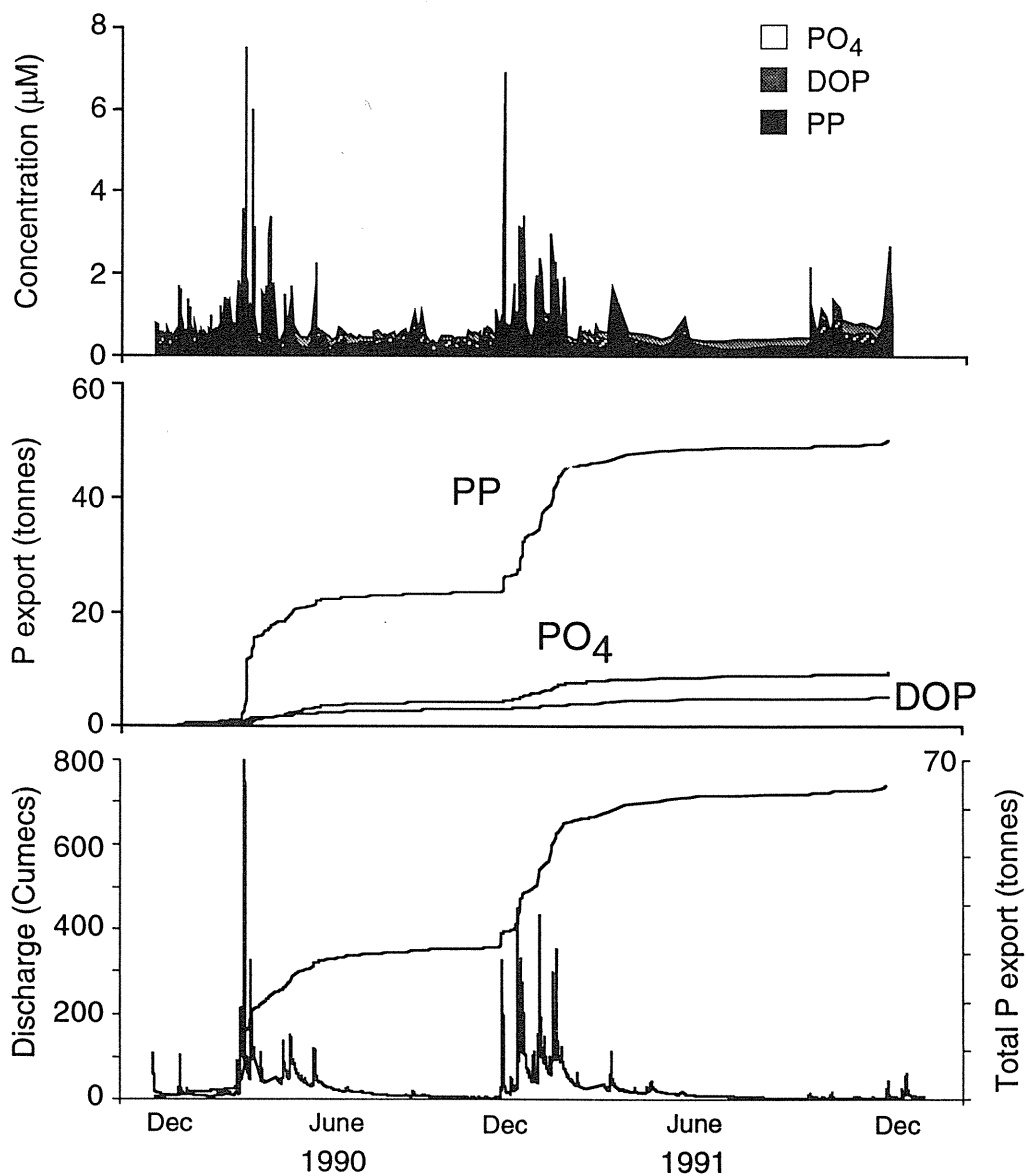 8
6
4
2
0
Concentration (µM)
PO4
DOP
PP
60
40
20
0
P export (tonnes)
PP
PO4
DOP
800
600
400
200
0
Discharge (Cumecs)
70
Total P export (tonnes)
Dec June Dec June Dec
1990 1991